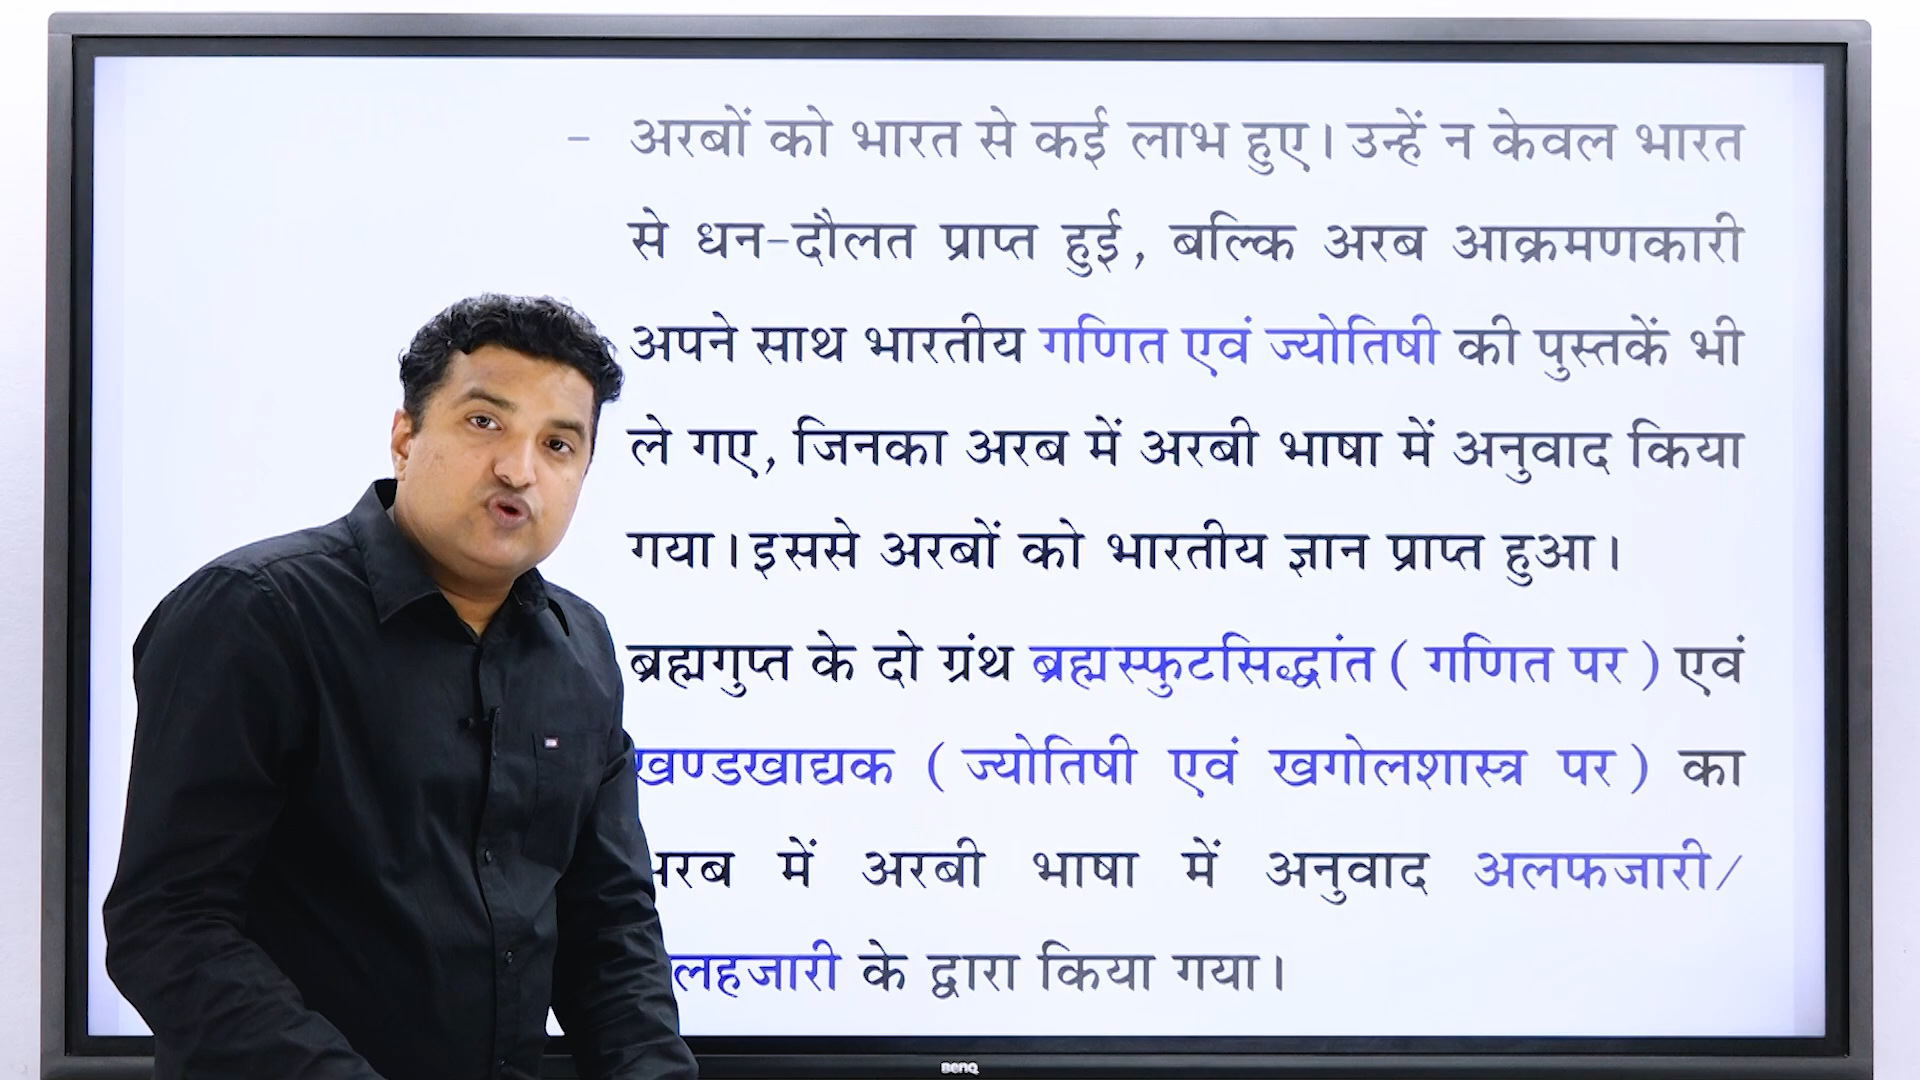 - अरबों को भारत से कई लाभ हुए। उन्हें न केवल भारत
से धन-दौलत प्राप्त हुई, बल्कि अरब आक्रमणकारी
अपने साथ भारतीय गणित एवं ज्योतिषी की पुस्तकें भी
ले गए, जिनका अरब में अरबी भाषा में अनुवाद किया
गया। इससे अरबों को भारतीय ज्ञान प्राप्त हुआ।
ब्रह्मगुप्त के दो ग्रंथ ब्रह्मस्फुटसिद्धांत ( गणित पर ) एवं
खण्डखाद्यक ( ज्योतिषी एवं खगोलशास्त्र पर ) का
में अरबी भाषा में अनुवाद अलफजारी/
के द्वारा किया गया।
BenQ